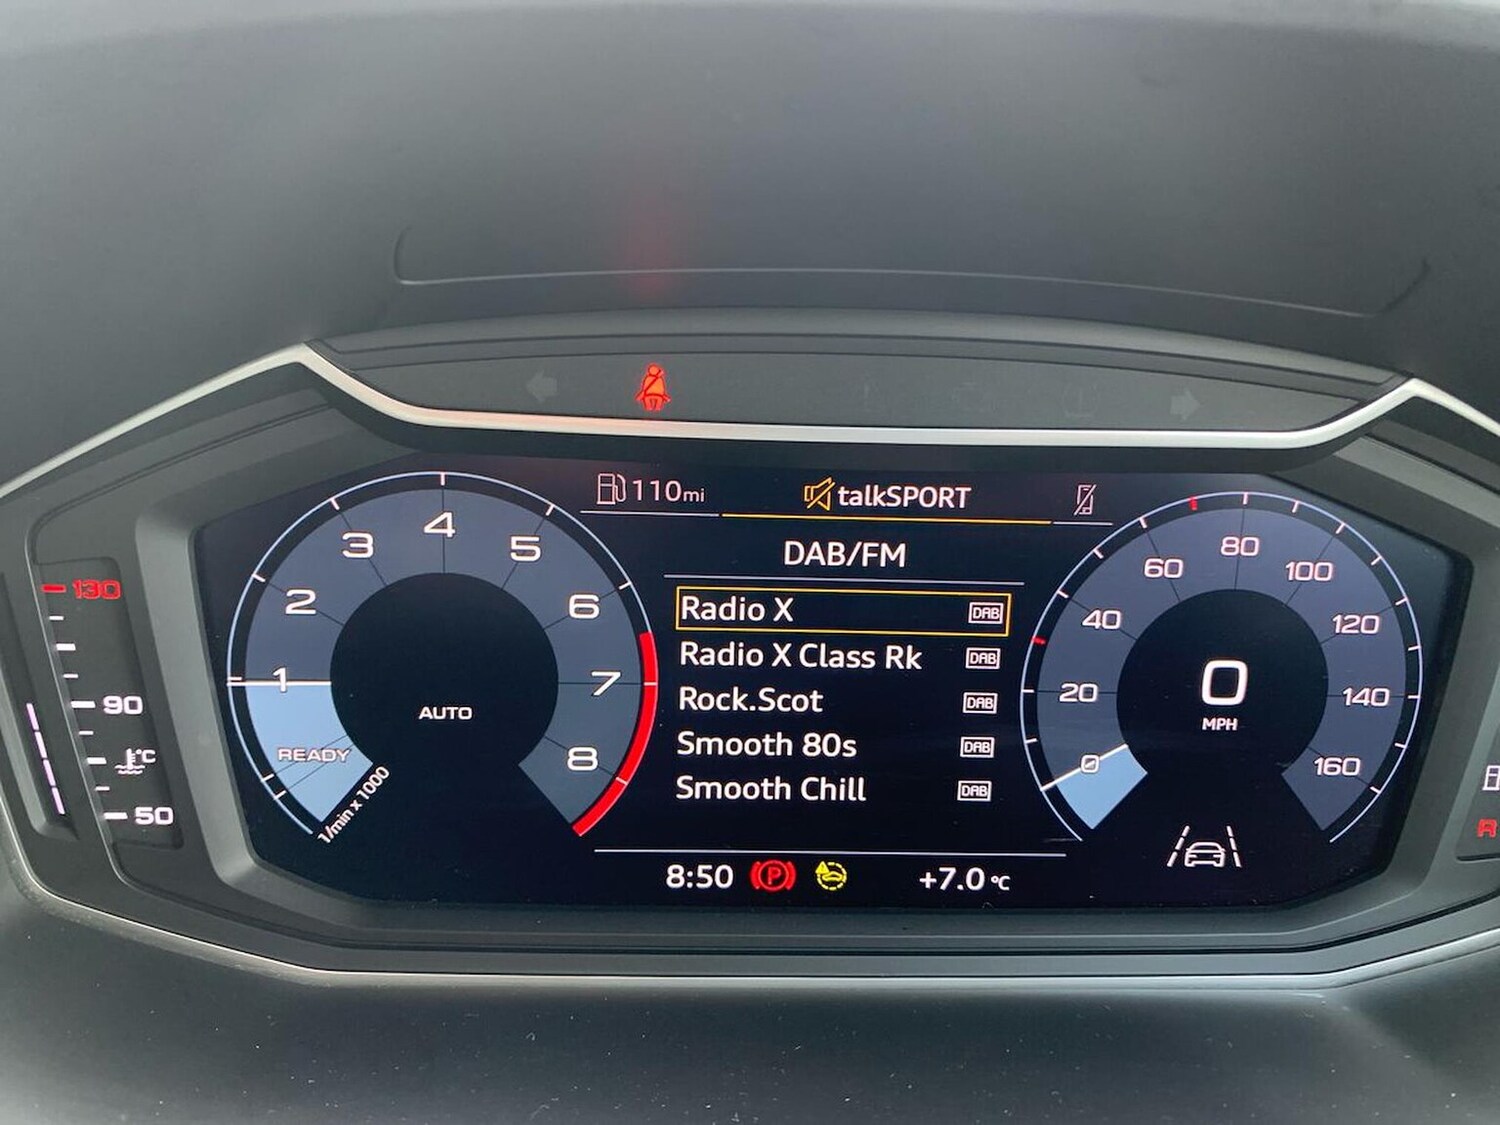 110mi
talkSPORT
DAB/FM
Radio X DAB
Radio X Class Rk DAB
Rock.Scot DAB
Smooth 80s DAB
Smooth Chill DAB
8:50 P +7.0 °C
1
2
3
4
5
6
7
8
READY
AUTO
1/min x 1000
0
20
40
60
80
100
120
140
160
0
MPH
130
90
°C
50
R